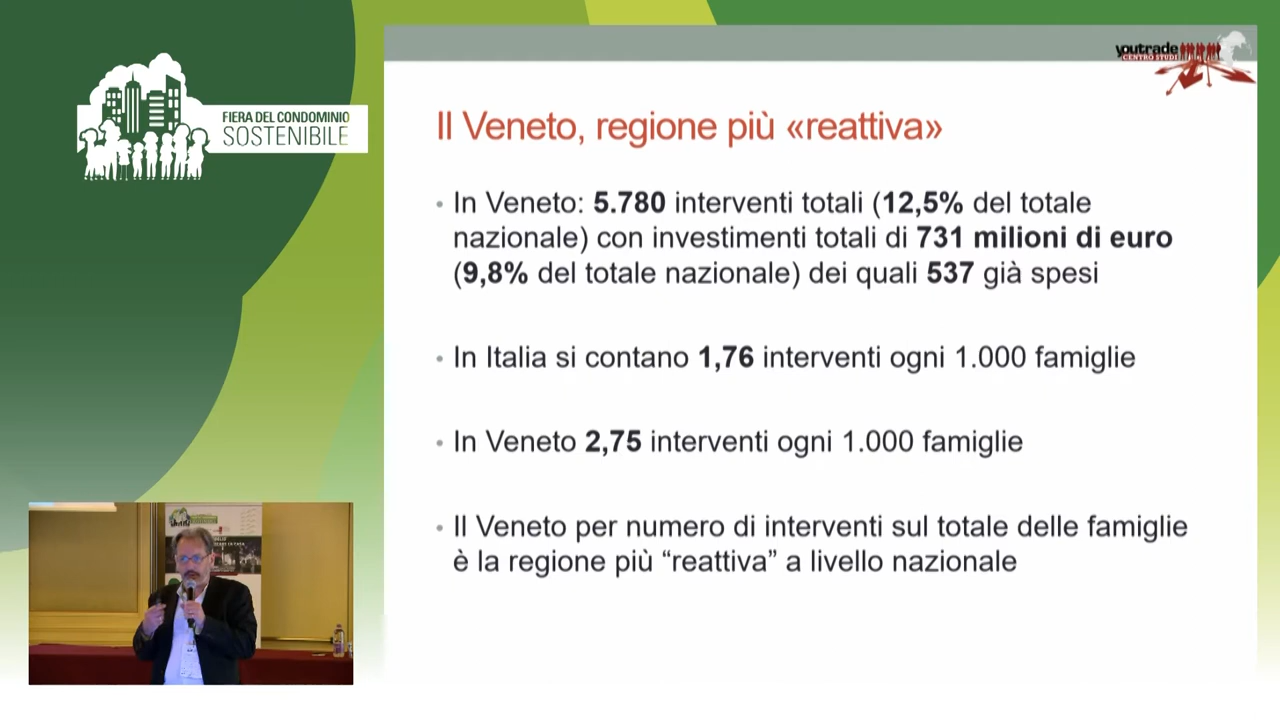 FIERA DEL CONDOMINIO
SOSTENIBILE
youtrade
CENTRO STUDI
Il Veneto, regione più «reattiva»
• In Veneto: 5.780 interventi totali (12,5% del totale
nazionale) con investimenti totali di 731 milioni di euro
(9,8% del totale nazionale) dei quali 537 già spesi
• In Italia si contano 1,76 interventi ogni 1.000 famiglie
• In Veneto 2,75 interventi ogni 1.000 famiglie
• Il Veneto per numero di interventi sul totale delle famiglie
è la regione più “reattiva” a livello nazionale